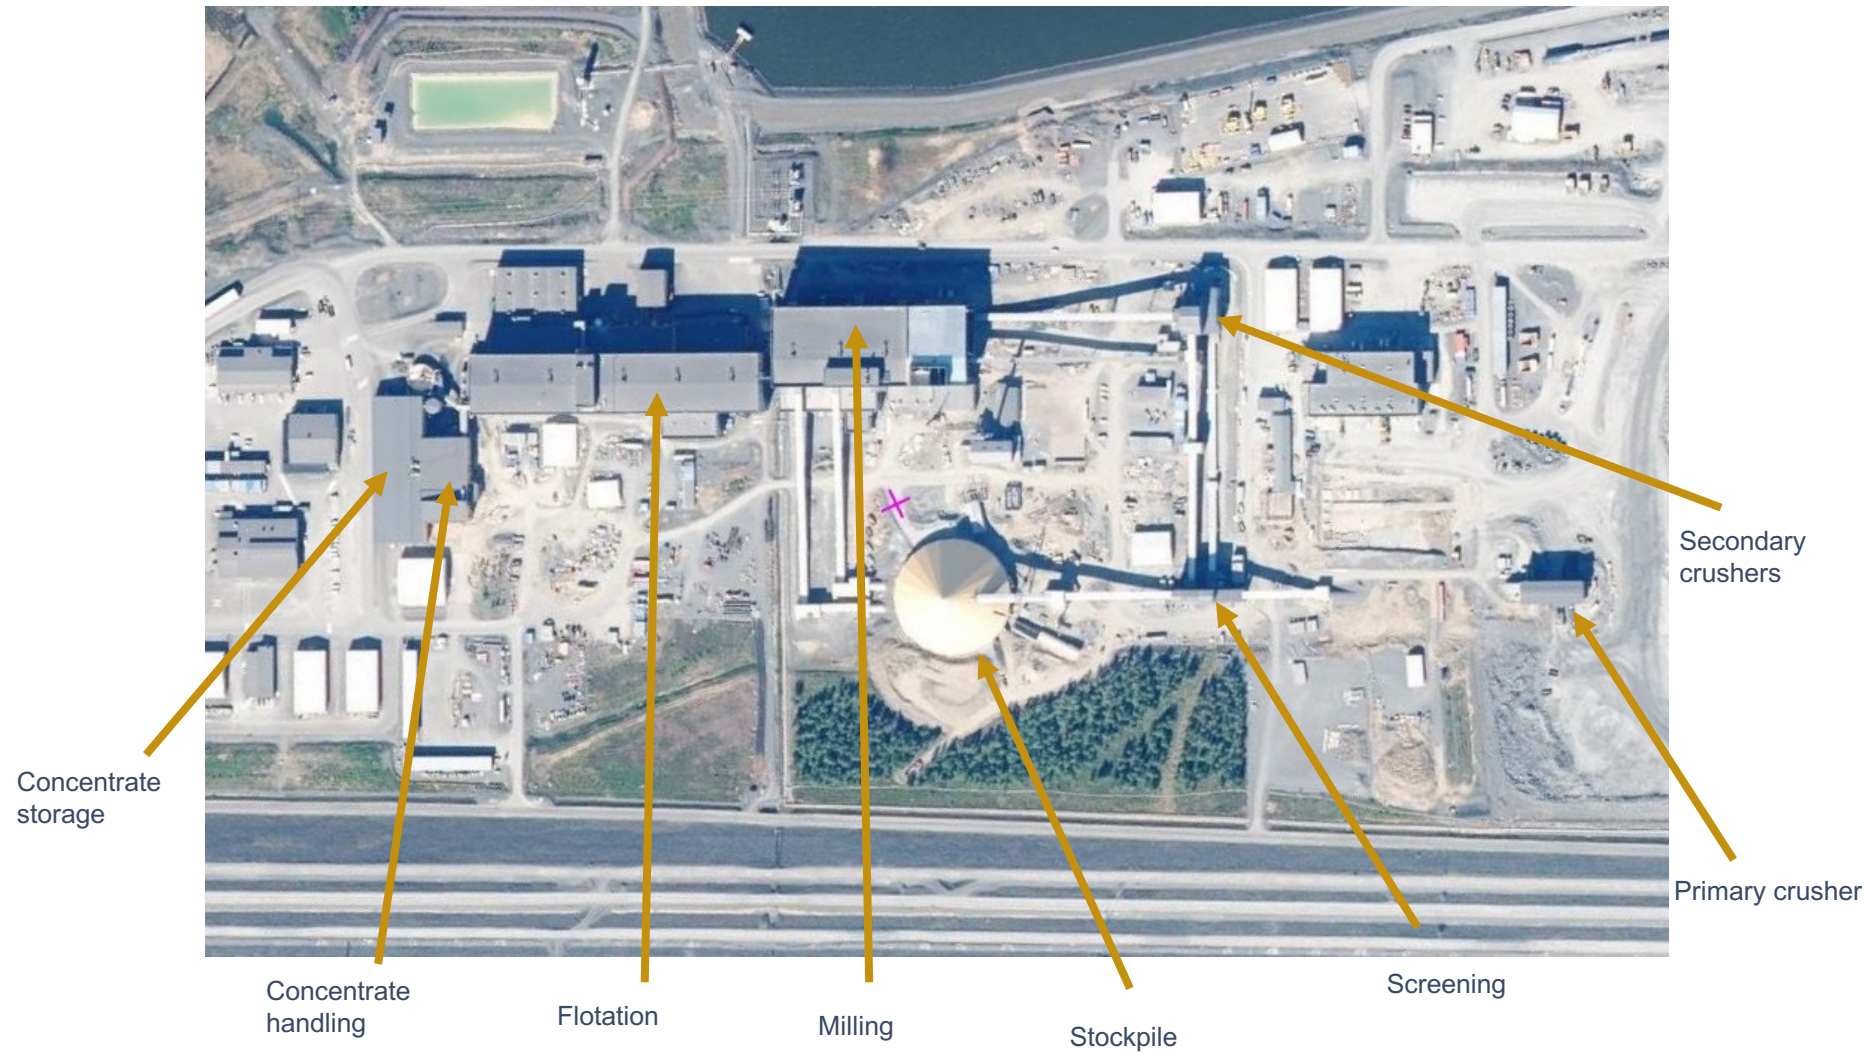 Secondary
crushers
Concentrate
storage
Primary crusher
Concentrate
handling
Flotation
Milling
Stockpile
Screening